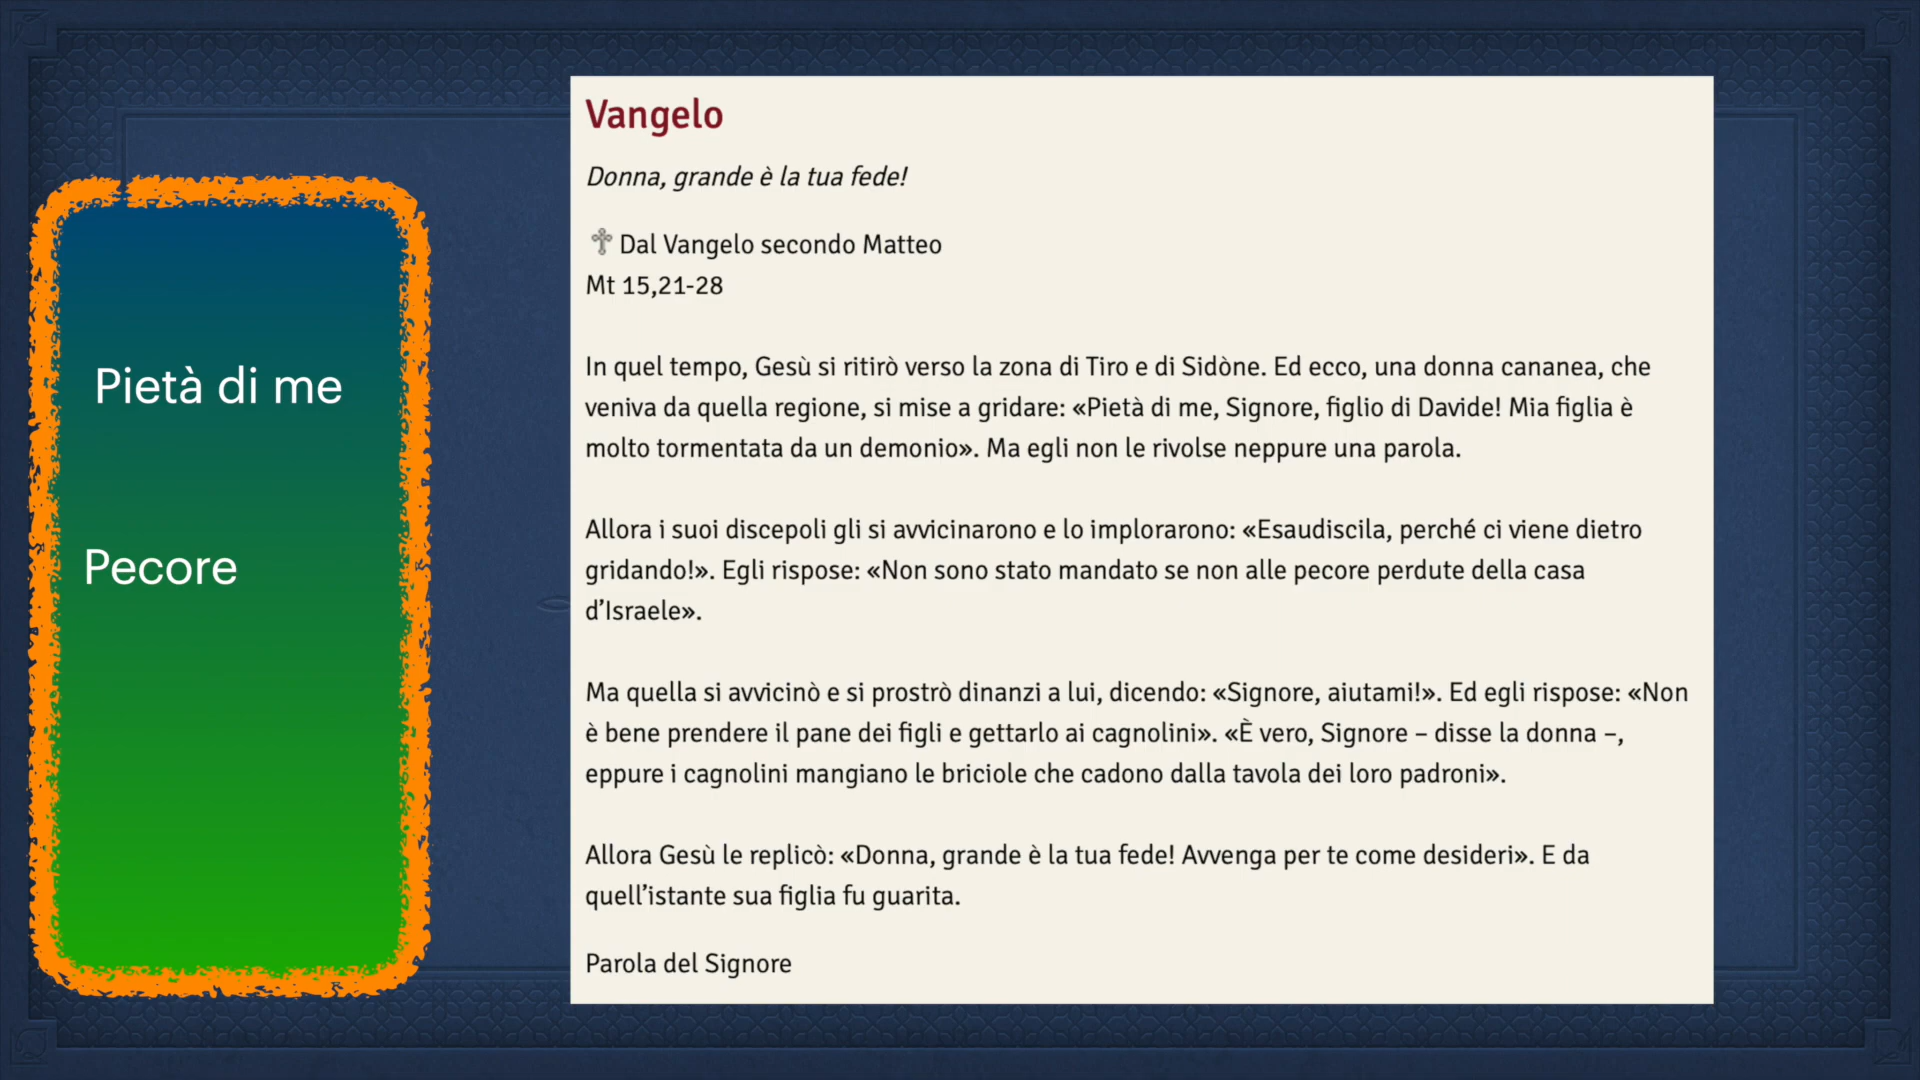 Pietà di me
Pecore
Vangelo
Donna, grande è la tua fede!
Dal Vangelo secondo Matteo
Mt 15,21-28
In quel tempo, Gesù si ritirò verso la zona di Tiro e di Sidòne. Ed ecco, una donna cananea, che
veniva da quella regione, si mise a gridare: «Pietà di me, Signore, figlio di Davide! Mia figlia è
molto tormentata da un demonio». Ma egli non le rivolse neppure una parola.
Allora i suoi discepoli gli si avvicinarono e lo implorarono: «Esaudiscila, perché ci viene dietro
gridando!». Egli rispose: «Non sono stato mandato se non alle pecore perdute della casa
d’Israele».
Ma quella si avvicinò e si prostrò dinanzi a lui, dicendo: «Signore, aiutami!». Ed egli rispose: «Non
è bene prendere il pane dei figli e gettarlo ai cagnolini». «È vero, Signore – disse la donna –,
eppure i cagnolini mangiano le briciole che cadono dalla tavola dei loro padroni».
Allora Gesù le replicò: «Donna, grande è la tua fede! Avvenga per te come desideri». E da
quell’istante sua figlia fu guarita.
Parola del Signore